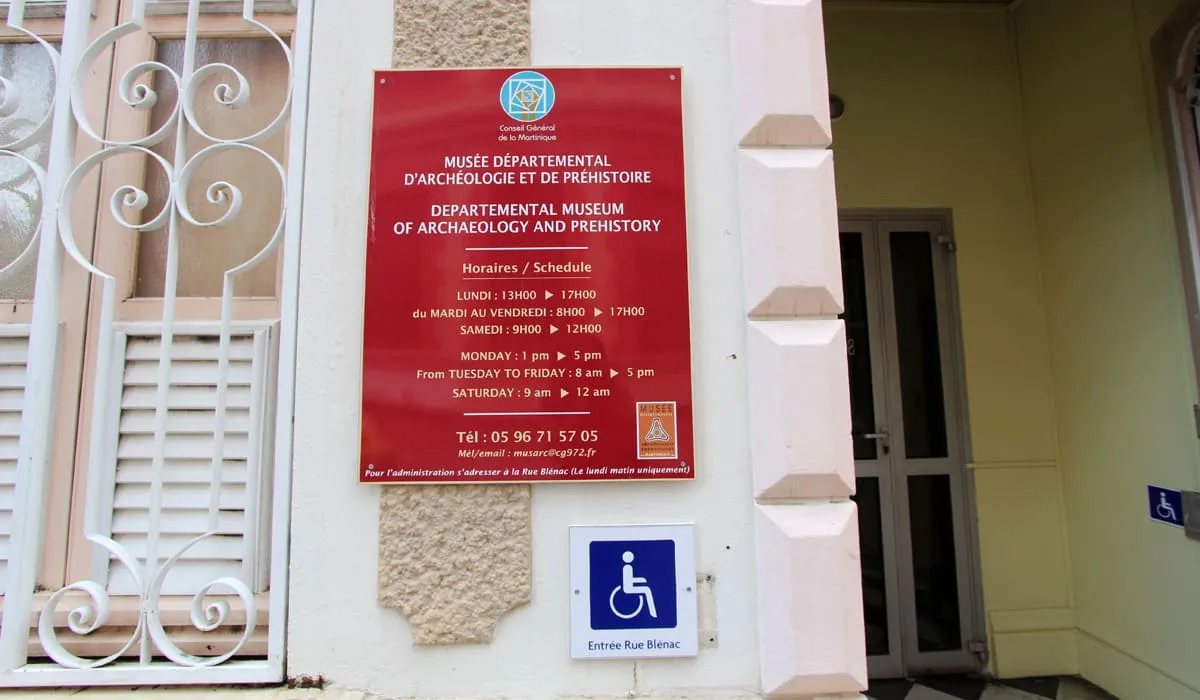 Conseil Général
de la Martinique
MUSÉE DÉPARTEMENTAL
D'ARCHÉOLOGIE ET DE PRÉHISTOIRE
DEPARTEMENTAL MUSEUM
OF ARCHAEOLOGY AND PREHISTORY
Horaires / Schedule
LUNDI : 13H00 ▶ 17H00
du MARDI AU VENDREDI : 8H00 ▶ 17H00
SAMEDI : 9H00 ▶ 12H00
MONDAY : 1 pm ▶ 5 pm
From TUESDAY TO FRIDAY : 8 am ▶ 5 pm
SATURDAY : 9 am ▶ 12 am
Tél : 05 96 71 57 05
Mél/email : musarc@cg972.fr
MUSÉE
Pour l'administration s'adresser à la Rue Blénac (Le lundi matin uniquement)
Entrée Rue Blénac